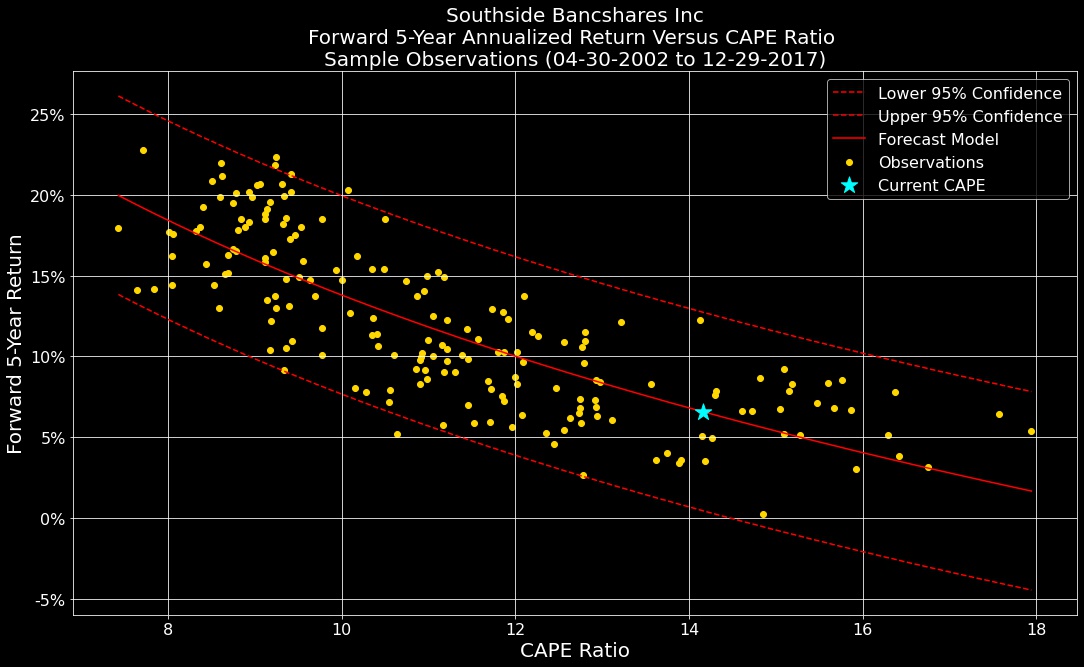 Southside Bancshares Inc
Forward 5-Year Annualized Return Versus CAPE Ratio
Sample Observations (04-30-2002 to 12-29-2017)
Lower 95% Confidence
Upper 95% Confidence
Forecast Model
Observations
Current CAPE
Forward 5-Year Return
25%
20%
15%
10%
5%
0%
-5%
8 10 12 14 16 18
CAPE Ratio